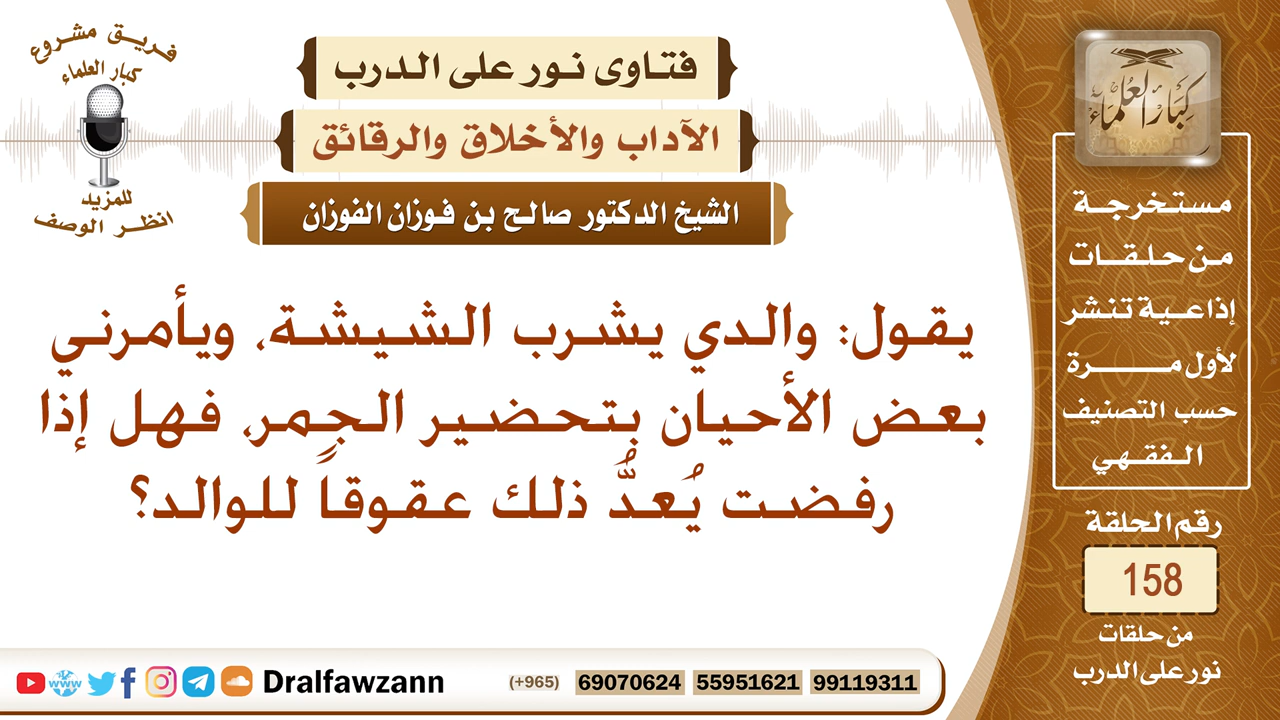 فريق مشروع
كبار العلماء
للمزيد
انظر الوصف
فتاوى نور على الدرب
الآداب والأخلاق والرقائق
الشيخ الدكتور صالح بن فوزان الفوزان
يقول: والدي يشرب الشيشة، ويأمرني
بعض الأحيان بتحضير الجمر، فهل إذا
رفضت يُعدُّ ذلك عقوقاً للوالد؟
كبار العلماء
مستخرجة
من حلقات
إذاعية تنشر
لأول مرة
حسب التصنيف
الفقهي
رقم الحلقة
158
من حلقات
نور على الدرب
www Dralfawzann (+965) 69070624 55951621 99119311